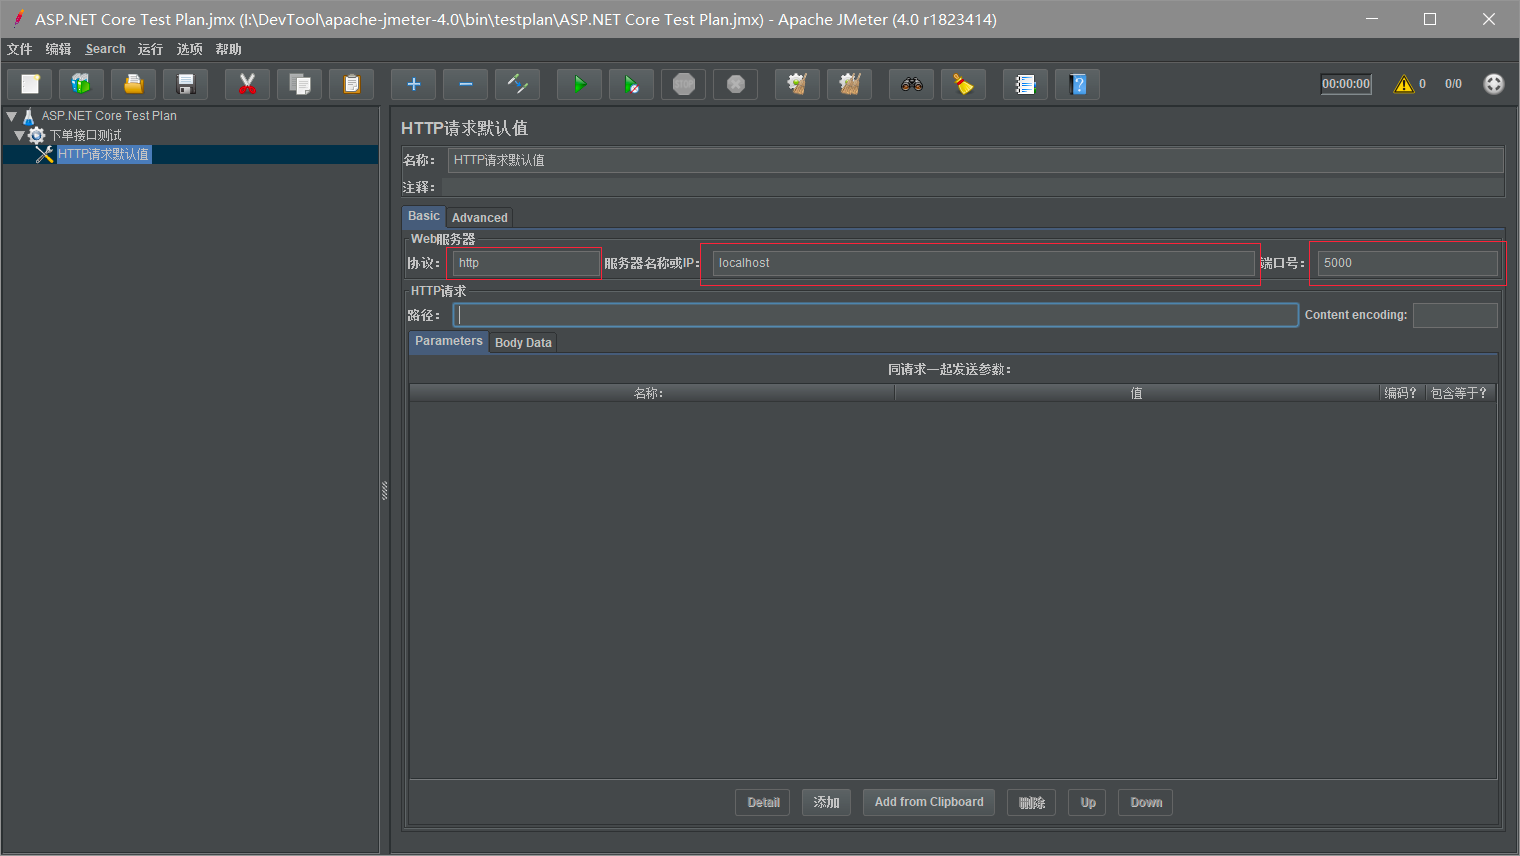 ASP.NET Core Test Plan.jmx (I:\DevTool\apache-jmeter-4.0\bin\testplan\ASP.NET Core Test Plan.jmx) - Apache JMeter (4.0 r1823414)
文件 编辑 Search 运行 选项 帮助
00:00:00 0 0/0
ASP.NET Core Test Plan
下单接口测试
HTTP请求默认值
HTTP请求默认值
名称： HTTP请求默认值
注释：
Basic Advanced
Web服务器
协议： http 服务器名称或IP： localhost 端口号： 5000
HTTP请求
路径： Content encoding:
Parameters Body Data
同请求一起发送参数：
名称： 值 编码？ 包含等于？
Detail 添加 Add from Clipboard 删除 Up Down